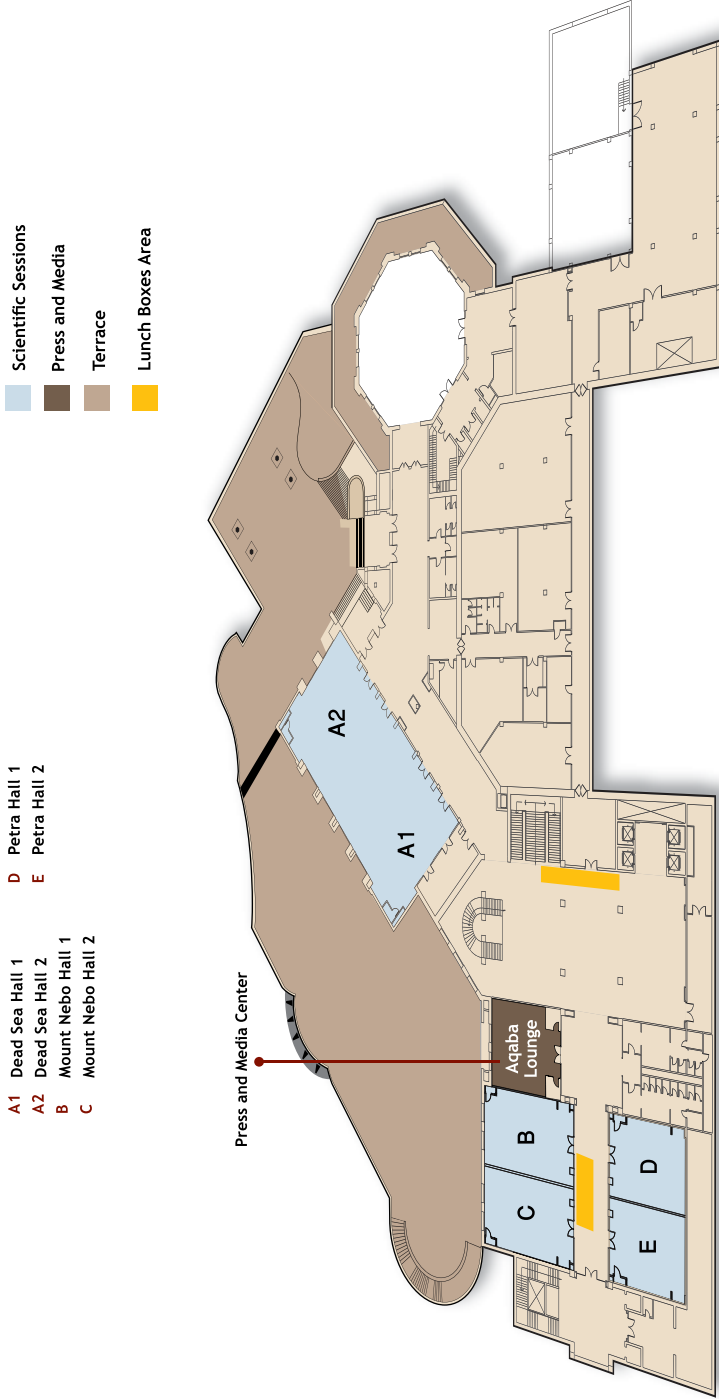 Scientific Sessions
Press and Media
Terrace
Lunch Boxes Area
A1 Dead Sea Hall 1
A2 Dead Sea Hall 2
B Mount Nebo Hall 1
C Mount Nebo Hall 2
D Petra Hall 1
E Petra Hall 2
Press and Media Center
Aqaba
Lounge
A2
A1
B
C
D
E